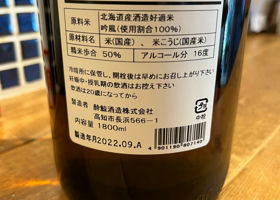 原料米 北海道産酒造好適米
吟風(使用割合100%)
原材料名 米(国産)、米こうじ(国産米)
精米歩合 50% アルコール分 16度
冷暗所に保管し、開栓後は早めにお召し上がり下さい
妊娠中・授乳期の飲酒はお控え下さい
飲酒は20歳になってから
製造者 酔鯨酒造株式会社
高知市長浜566-1
内容量 1800ml
製造年月2022.09.A
中栓
4901190807140